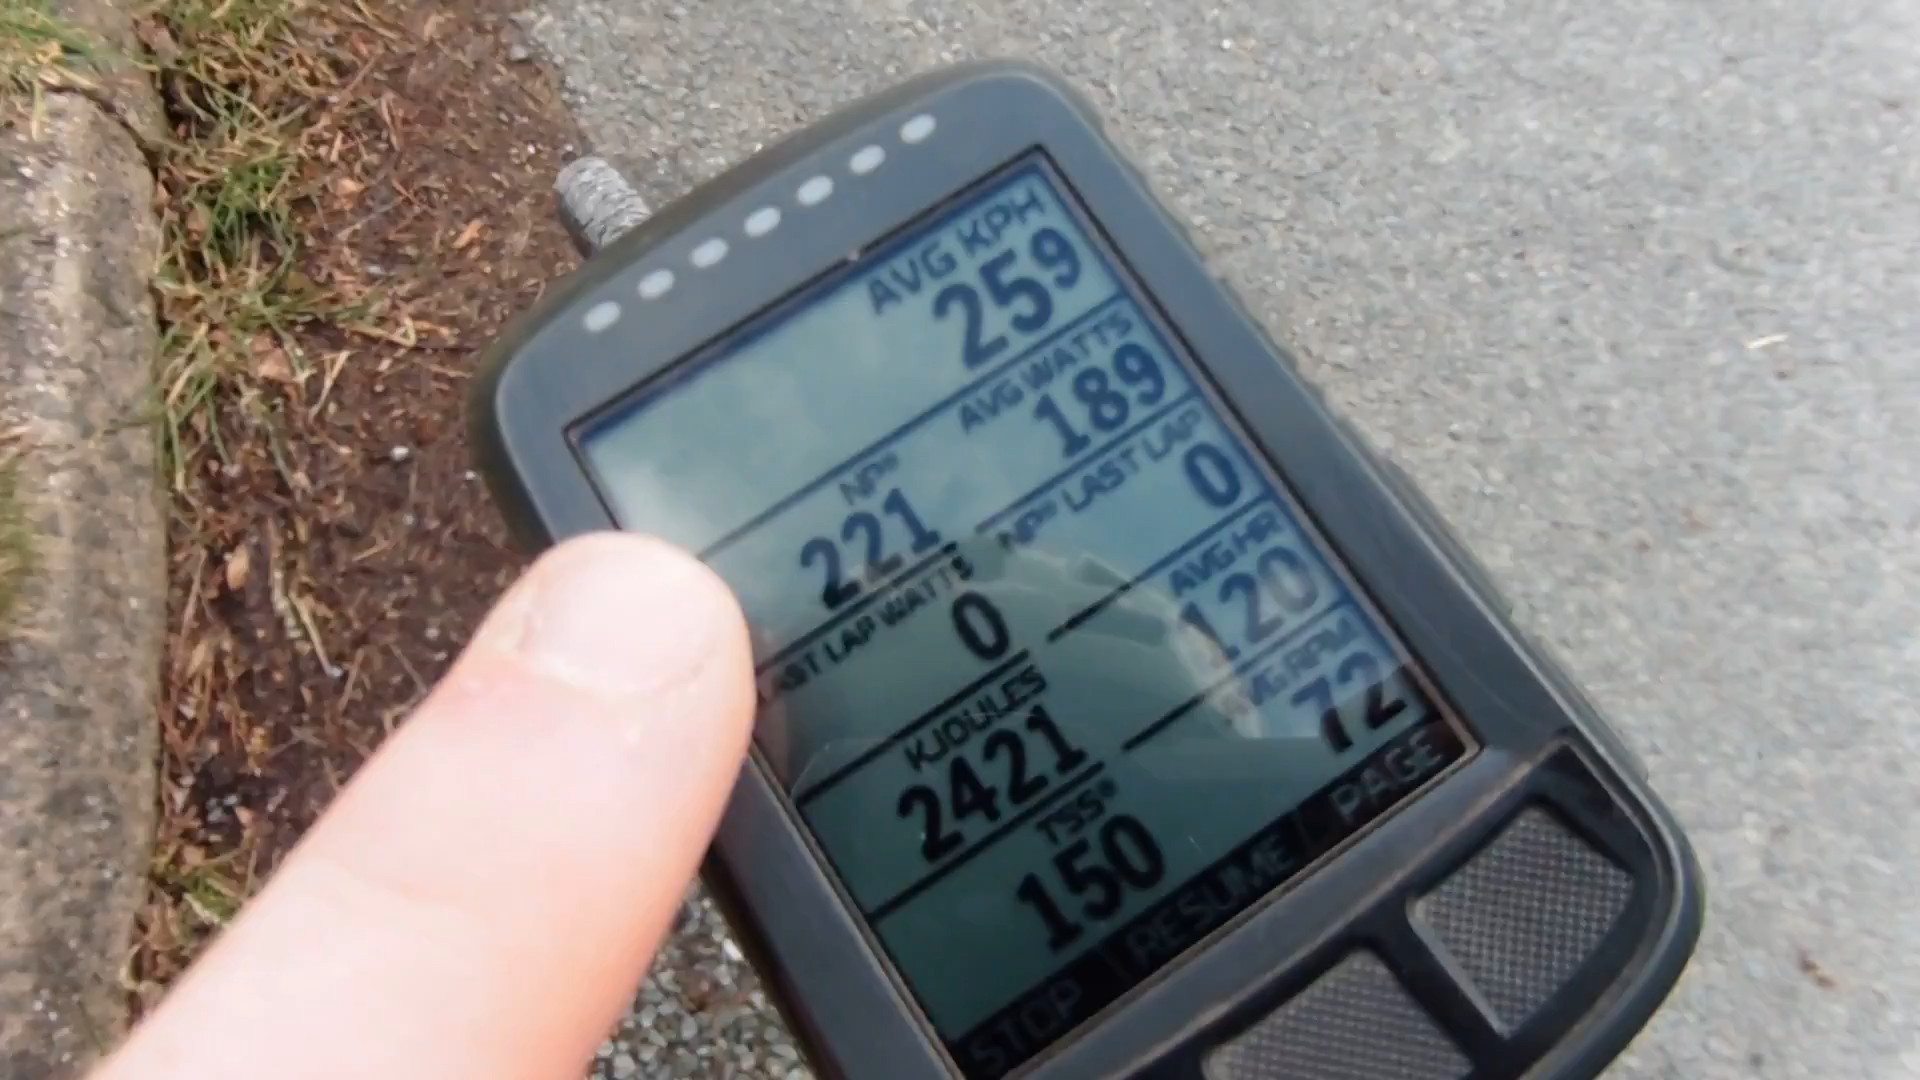 AVG KPH
259
AVG WATTS
189
NP®
221
NP® LAST LAP
0
LAST LAP WATTS
0
AVG HR
120
KJOULES
2421
AVG RPM
72
TSS®
150
STOP RESUME PAGE